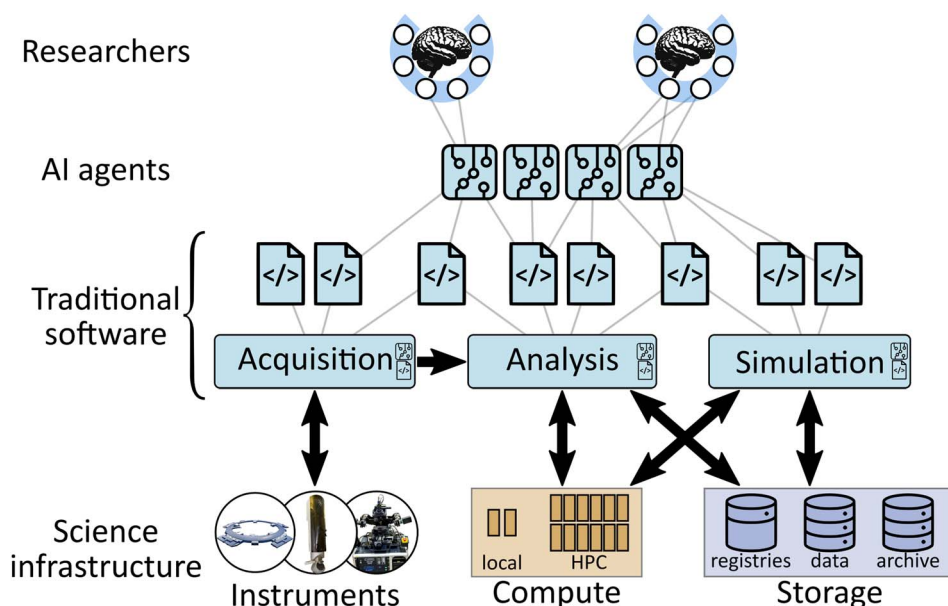 Researchers
AI agents
</>
</>
</>
</>
</>
</>
</>
</>
Traditional
software
Acquisition
</>
Analysis
</>
Simulation
</>
Science
infrastructure
local
HPC
registries
data
archive
Instruments
Compute
Storage